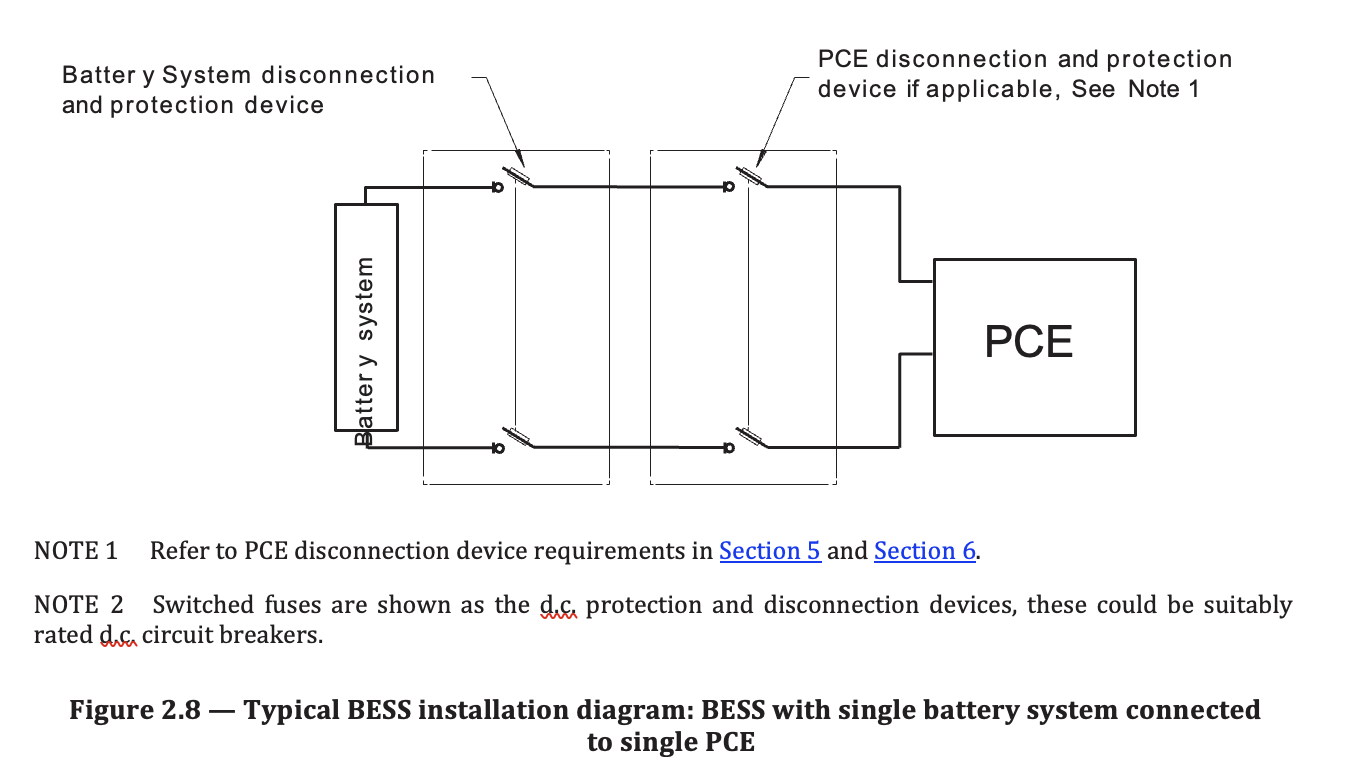 Battery System disconnection
and protection device
PCE disconnection and protection
device if applicable, See Note 1
Battery system
PCE
NOTE 1 Refer to PCE disconnection device requirements in Section 5 and Section 6.
NOTE 2 Switched fuses are shown as the d.c. protection and disconnection devices, these could be suitably
rated d.c. circuit breakers.
Figure 2.8 — Typical BESS installation diagram: BESS with single battery system connected
to single PCE